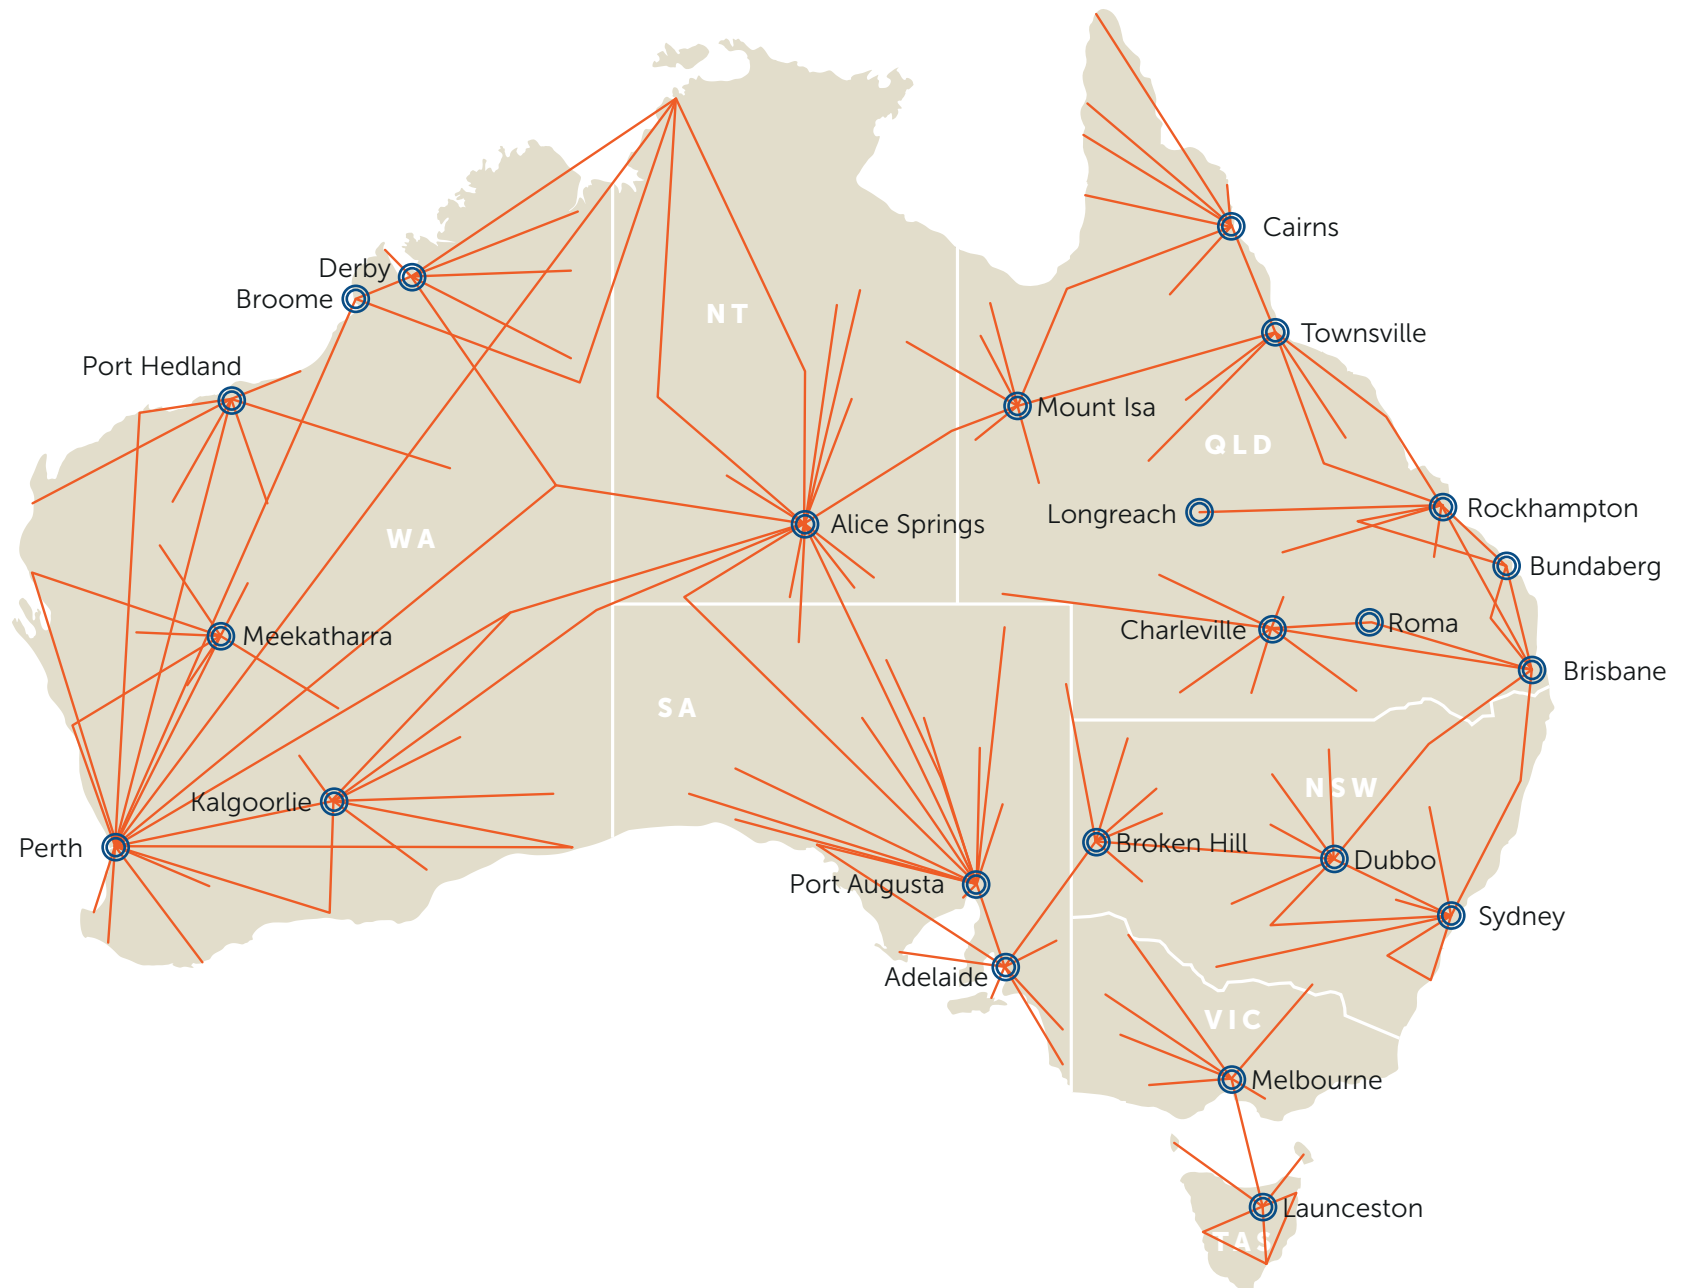 Cairns
Derby
Broome
NT
Townsville
Port Hedland
Mount Isa
QLD
Longreach
Rockhampton
Alice Springs
WA
Bundaberg
Roma
Charleville
Meekatharra
Brisbane
SA
NSW
Kalgoorlie
Perth
Broken Hill
Dubbo
Port Augusta
Sydney
Adelaide
VIC
Melbourne
Launceston
TAS